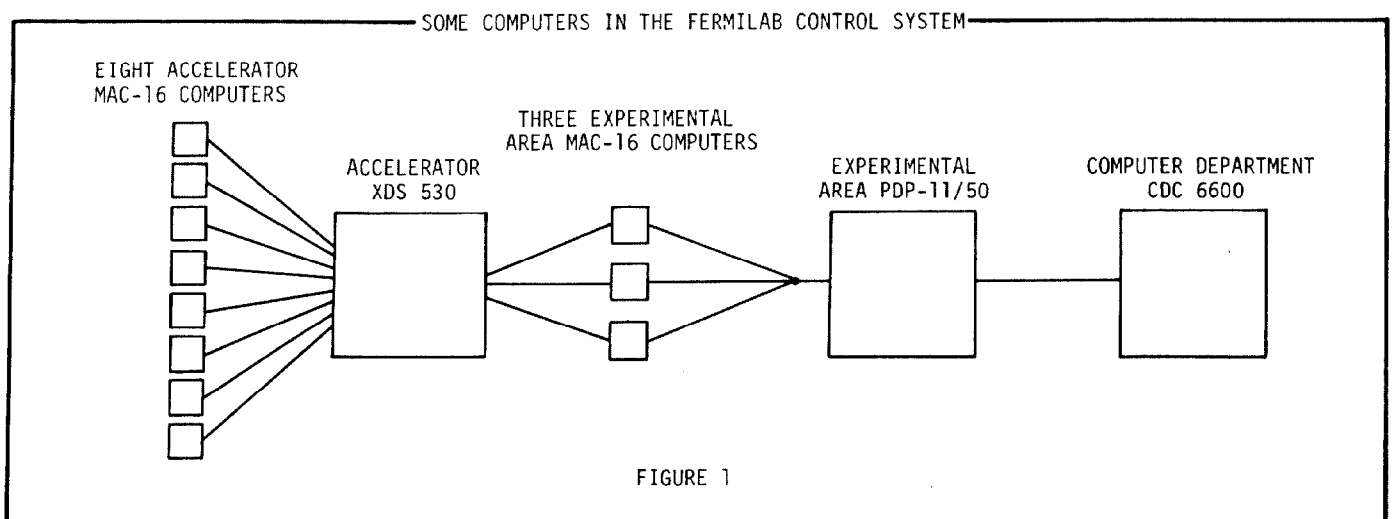 SOME COMPUTERS IN THE FERMILAB CONTROL SYSTEM
EIGHT ACCELERATOR
MAC-16 COMPUTERS
THREE EXPERIMENTAL
AREA MAC-16 COMPUTERS
ACCELERATOR
XDS 530
EXPERIMENTAL
AREA PDP-11/50
COMPUTER DEPARTMENT
CDC 6600
FIGURE 1